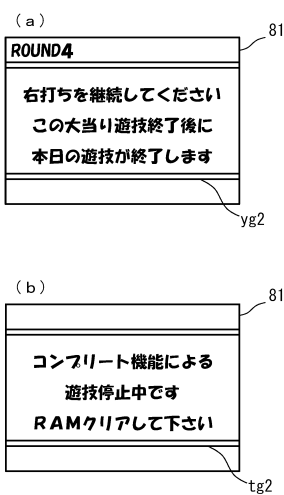 (a)
81
ROUND4
右打ちを継続してください
この大当り遊技終了後に
本日の遊技が終了します
yg2
(b)
81
コンプリート機能による
遊技停止中です
RAMクリアして下さい
tg2